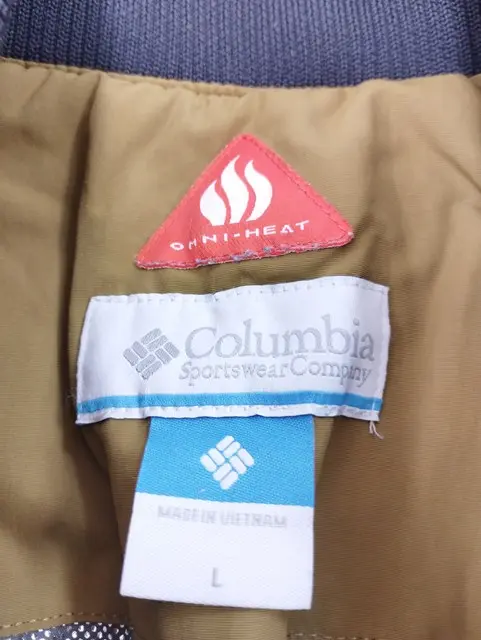 OMNI-HEAT
Columbia
Sportswear Company
MADE IN VIETNAM
L